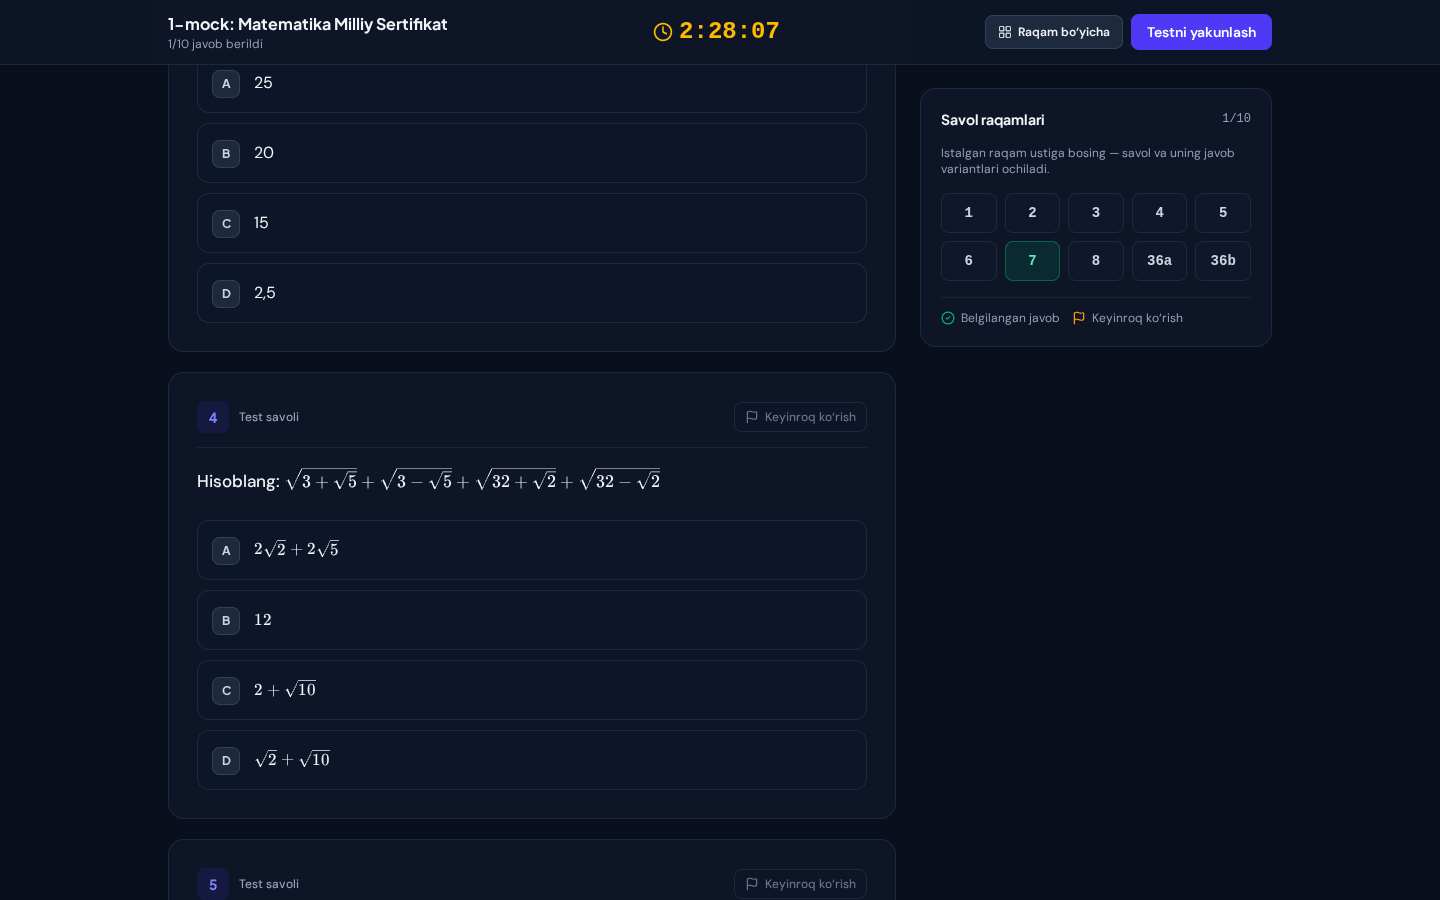 1-mock: Matematika Milliy Sertifikat
1/10 javob berildi
2:28:07
Raqam bo‘yicha
Testni yakunlash
A 25
B 20
C 15
D 2,5
Savol raqamlari 1/10
Istalgan raqam ustiga bosing — savol va uning javob
variantlari ochiladi.
1 2 3 4 5
6 7 8 36a 36b
Belgilangan javob Keyinroq ko‘rish
4 Test savoli Keyinroq ko‘rish
Hisoblang: √(3 + √5) + √(3 − √5) + √(32 + √2) + √(32 − √2)
A 2√2 + 2√5
B 12
C 2 + √10
D √2 + √10
5 Test savoli Keyinroq ko‘rish